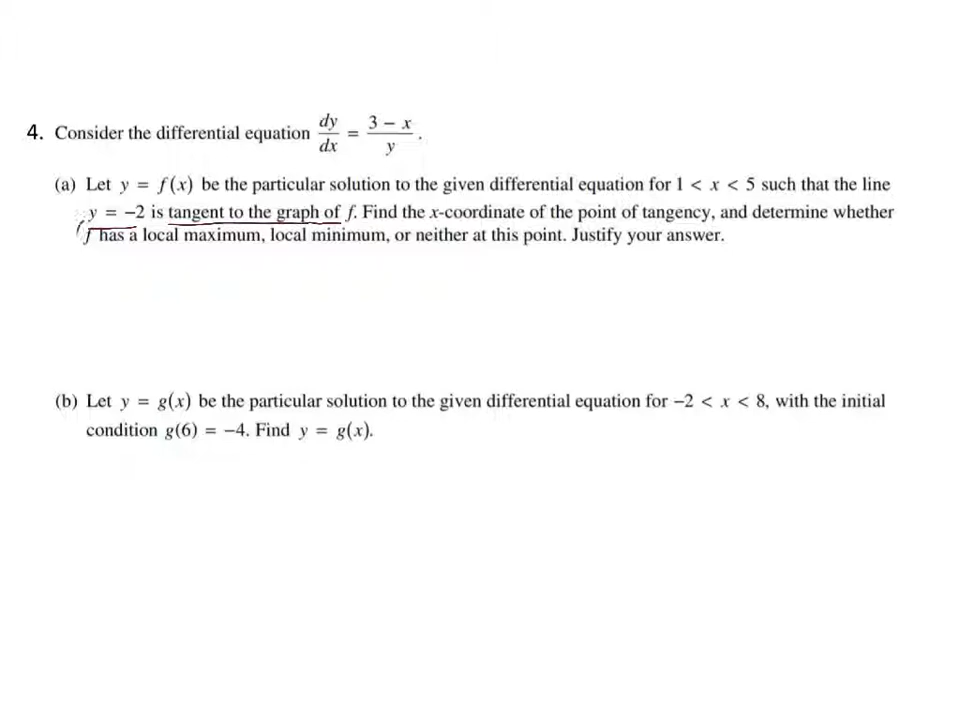 4. Consider the differential equation dy/dx = (3 − x)/y.
(a) Let y = f(x) be the particular solution to the given differential equation for 1 < x < 5 such that the line
y = −2 is tangent to the graph of f. Find the x-coordinate of the point of tangency, and determine whether
f has a local maximum, local minimum, or neither at this point. Justify your answer.
(b) Let y = g(x) be the particular solution to the given differential equation for −2 < x < 8, with the initial
condition g(6) = −4. Find y = g(x).